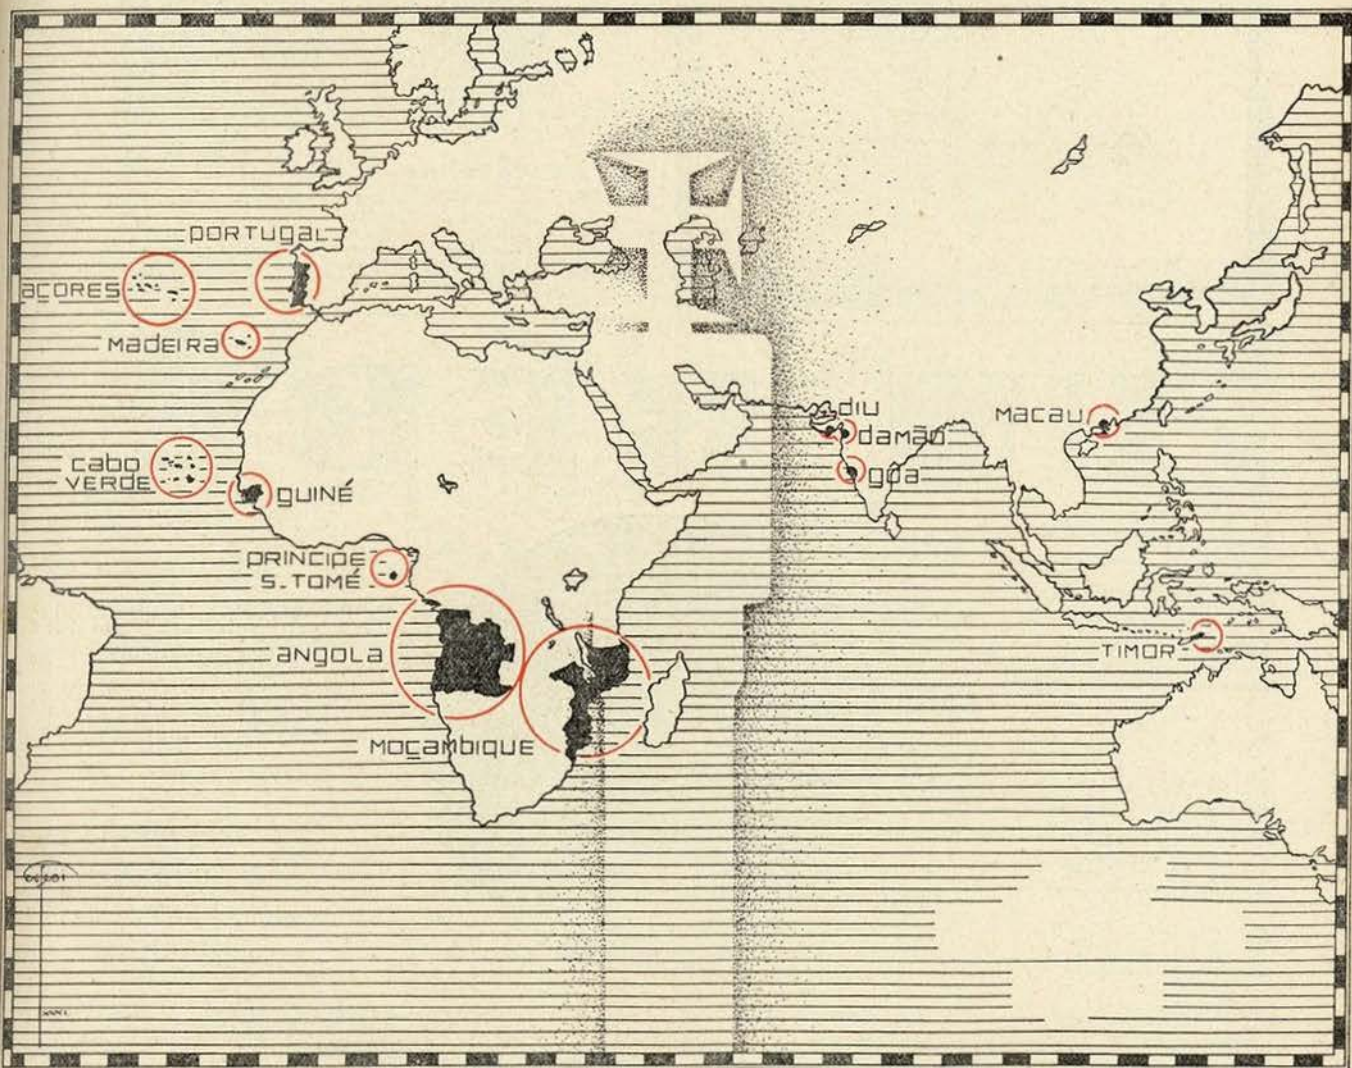 PORTUGAL
AÇORES
MADEIRA
CABO
VERDE
GUINÉ
PRINCIPE
S. TOMÉ
ANGOLA
MOÇAMBIQUE
DIU
DAMÃO
GOA
MACAU
TIMOR